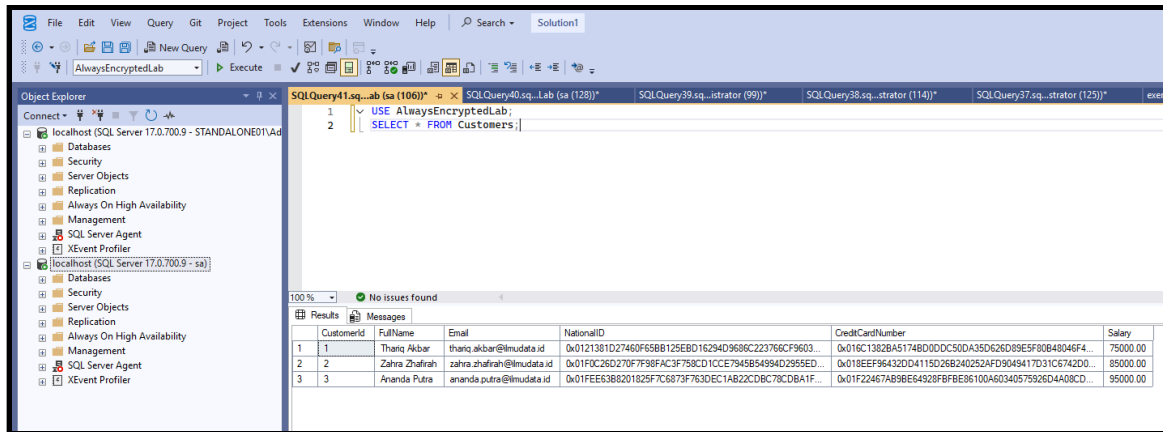 File Edit View Query Git Project Tools Extensions Window Help Search Solution1
New Query
AlwaysEncryptedLab Execute
Object Explorer
Connect
localhost (SQL Server 17.0.700.9 - STANDALONE01\Ad
Databases
Security
Server Objects
Replication
Always On High Availability
Management
SQL Server Agent
XEvent Profiler
localhost (SQL Server 17.0.700.9 - sa)
Databases
Security
Server Objects
Replication
Always On High Availability
Management
SQL Server Agent
XEvent Profiler
SQLQuery41.sq...ab (sa (106))* SQLQuery40.sq...Lab (sa (128))* SQLQuery39.sq...istrator (99))* SQLQuery38.sq...strator (114))* SQLQuery37.sq...strator (125))* exer
1 USE AlwaysEncryptedLab;
2 SELECT * FROM Customers;
100 % No issues found
Results Messages
CustomerId FullName Email NationalID CreditCardNumber Salary
1 1 Thariq Akbar thariq.akbar@ilmudata.id 0x0121381D27460F65BB125EBD16294D9686C223766CF9603... 0x016C1382BA5174BD0DDC50DA35D626D89E5F80B48046F4... 75000.00
2 2 Zahra Zhafirah zahra.zhafirah@ilmudata.id 0x01F0C26D270F7F98FAC3F758CD1CCE7945B54994D2955ED... 0x018EEF96432DD4115D26B240252AFD9049417D31C6742D0... 85000.00
3 3 Ananda Putra ananda.putra@ilmudata.id 0x01FEE63B8201825F7C6873F763DEC1AB22CDBC78CDBA1F... 0x01F22467AB9BE64928FBFBE86100A60340575926D4A08CD... 95000.00